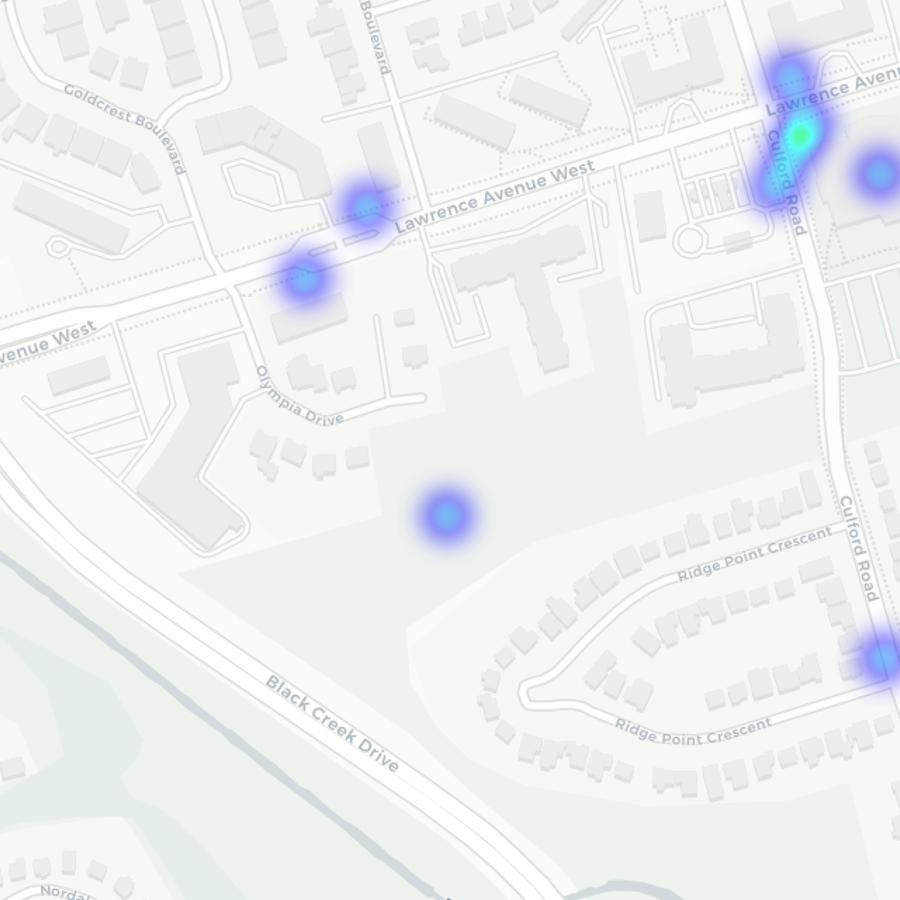 Boulevard
Goldcrest Boulevard
Lawrence Avenu
Culford Road
Lawrence Avenue West
venue West
Olympia Drive
Culford Road
Ridge Point Crescent
Black Creek Drive
Ridge Point Crescent
Nordal